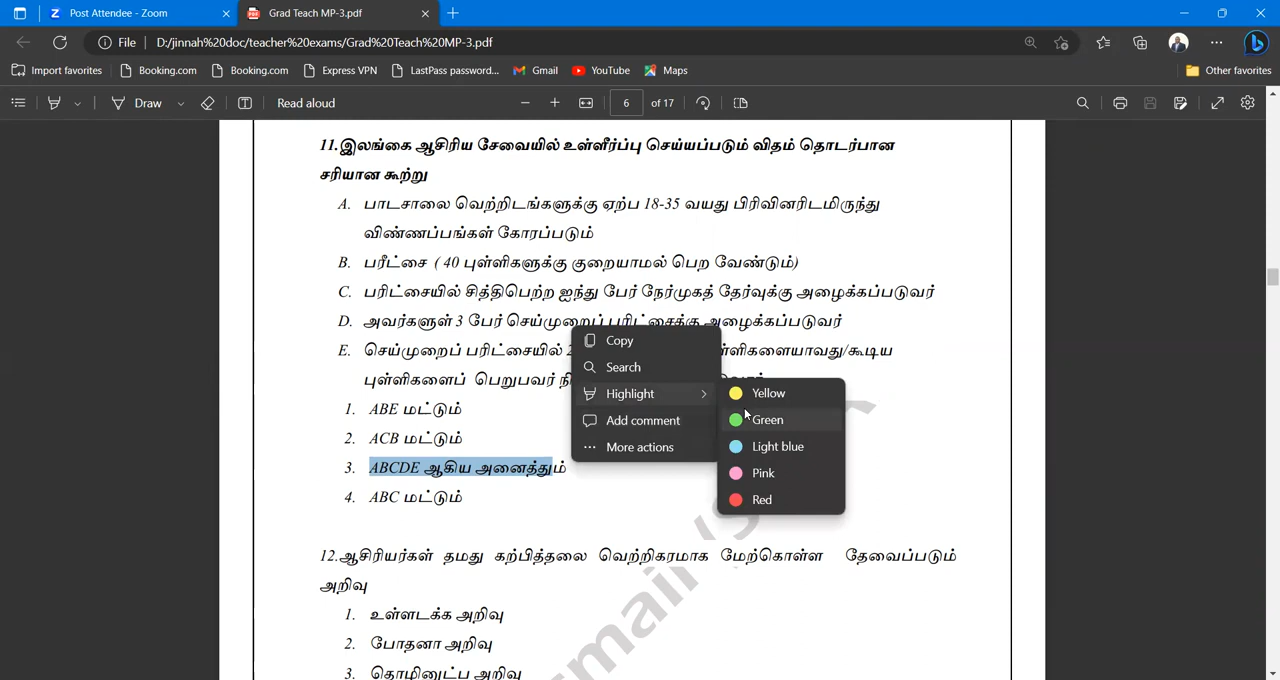 Post Attendee - Zoom
Grad Teach MP-3.pdf
File
D:/jinnah%20doc/teacher%20exams/Grad%20Teach%20MP-3.pdf
Import favorites
Booking.com
Booking.com
Express VPN
LastPass password...
Gmail
YouTube
Maps
Other favorites
Draw
Read aloud
6 of 17
11.இலங்கை ஆசிரிய சேவையில் உள்ளீர்ப்பு செய்யப்படும் விதம் தொடர்பான
சரியான கூற்று
A. பாடசாலை வெற்றிடங்களுக்கு ஏற்ப 18-35 வயது பிரிவினரிடமிருந்து
விண்ணப்பங்கள் கோரப்படும்
B. பரீட்சை ( 40 புள்ளிகளுக்கு குறையாமல் பெற வேண்டும்)
C. பரிட்சையில் சித்திபெற்ற ஐந்து பேர் நேர்முகத் தேர்வுக்கு அழைக்கப்படுவர்
D. அவர்களுள் 3 பேர் செய்முறைப் பரிட்சைக்கு அழைக்கப்படுவர்
E. செய்முறைப் பரிட்சையில்
புள்ளிகளைப் பெறுபவர்
1. ABE மட்டும்
2. ACB மட்டும்
3. ABCDE ஆகிய அனைத்தும்
4. ABC மட்டும்
Copy
Search
Highlight
Add comment
More actions
Yellow
Green
Light blue
Pink
Red
12.ஆசிரியர்கள் தமது கற்பித்தலை வெற்றிகரமாக மேற்கொள்ள தேவைப்படும்
அறிவு
1. உள்ளடக்க அறிவு
2. போதனா அறிவு
3. தொழினுட்ப அறிவு